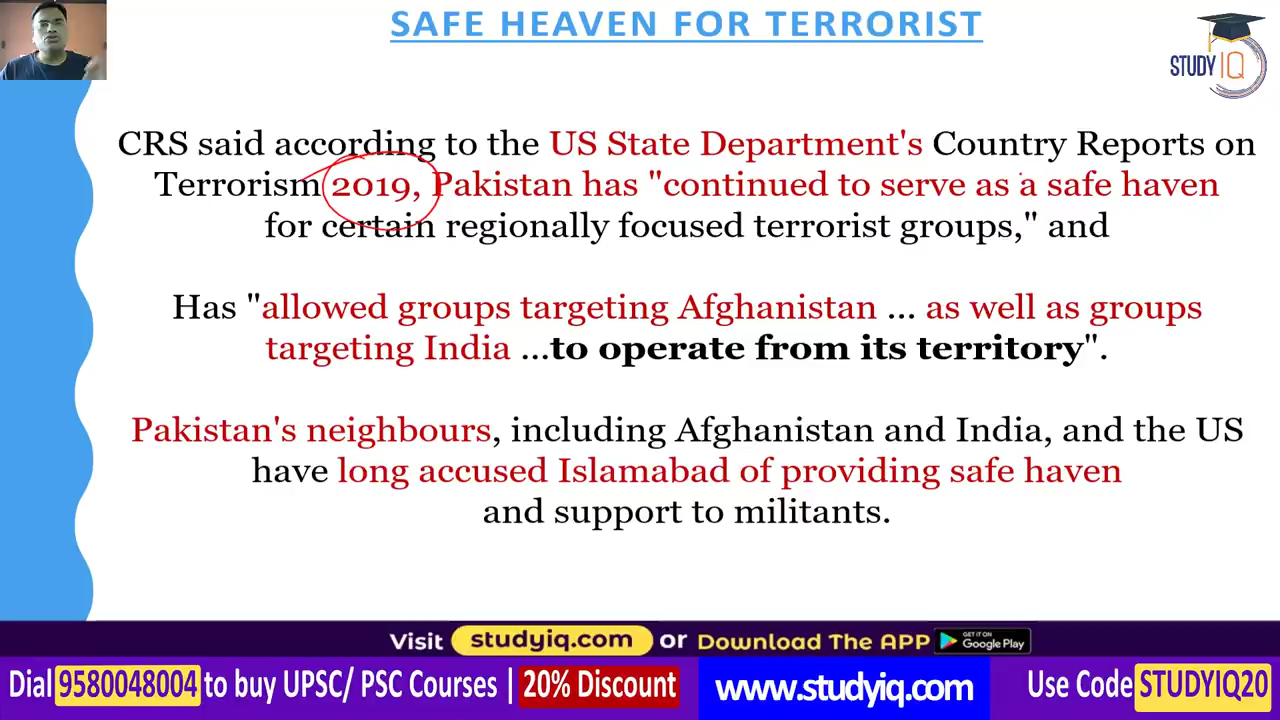 SAFE HEAVEN FOR TERRORIST
STUDY IQ
CRS said according to the US State Department's Country Reports on
Terrorism 2019, Pakistan has "continued to serve as a safe haven
for certain regionally focused terrorist groups," and
Has "allowed groups targeting Afghanistan ... as well as groups
targeting India ...to operate from its territory".
Pakistan's neighbours, including Afghanistan and India, and the US
have long accused Islamabad of providing safe haven
and support to militants.
Visit studyiq.com or Download The APP GET IT ON Google Play
Dial 9580048004 to buy UPSC/ PSC Courses | 20% Discount www.studyiq.com Use Code STUDYIQ20